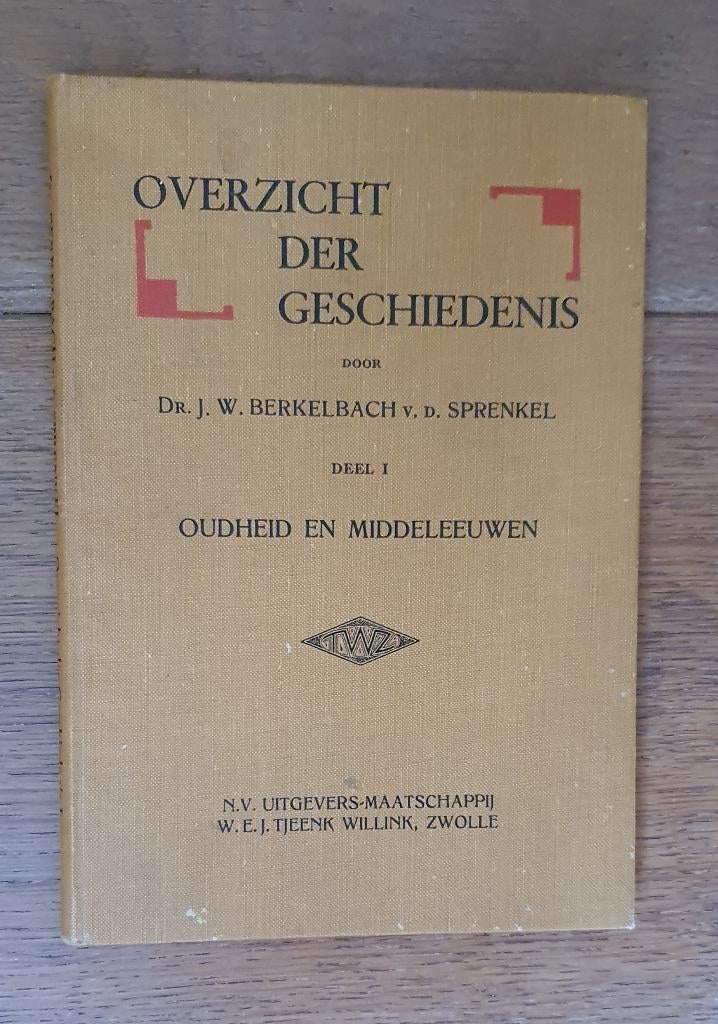 OVERZICHT
DER
GESCHIEDENIS
DOOR
DR. J. W. BERKELBACH V. D. SPRENKEL
DEEL I
OUDHEID EN MIDDELEEUWEN
TWZ
N.V. UITGEVERS-MAATSCHAPPIJ
W. E. J. TJEENK WILLINK, ZWOLLE